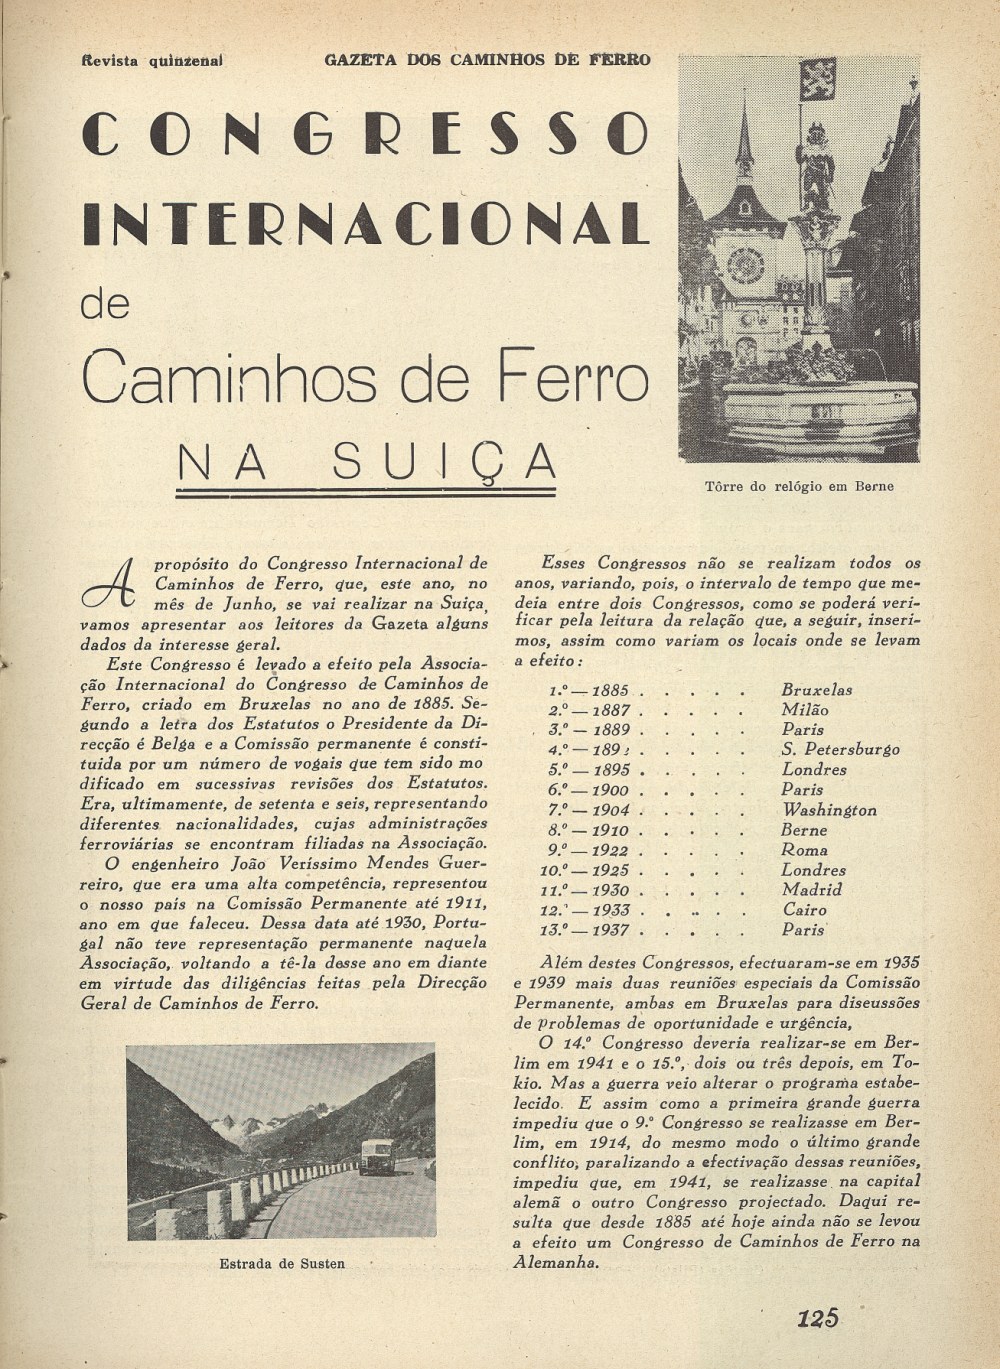 Revista quinzenal GAZETA DOS CAMINHOS DE FERRO
CONGRESSO
INTERNACIONAL
de
Caminhos de Ferro
NA SUIÇA
Tôrre do relógio em Berne
A propósito do Congresso Internacional de
Caminhos de Ferro, que, este ano, no
mês de Junho, se vai realizar na Suiça,
vamos apresentar aos leitores da Gazeta alguns
dados da interesse geral.
Este Congresso é levado a efeito pela Associa-
ção Internacional do Congresso de Caminhos de
Ferro, criado em Bruxelas no ano de 1885. Se-
gundo a letra dos Estatutos o Presidente da Di-
recção é Belga e a Comissão permanente é consti-
tuida por um número de vogais que tem sido mo
dificado em sucessivas revisões dos Estatutos.
Era, ultimamente, de setenta e seis, representando
diferentes nacionalidades, cujas administrações
ferroviárias se encontram filiadas na Associação.
O engenheiro João Veríssimo Mendes Guer-
reiro, que era uma alta competência, representou
o nosso país na Comissão Permanente até 1911,
ano em que faleceu. Dessa data até 1930, Portu-
gal não teve representação permanente naquela
Associação, voltando a tê-la desse ano em diante
em virtude das diligências feitas pela Direcção
Geral de Caminhos de Ferro.
Estrada de Susten
Esses Congressos não se realizam todos os
anos, variando, pois, o intervalo de tempo que me-
deia entre dois Congressos, como se poderá veri-
ficar pela leitura da relação que, a seguir, inseri-
mos, assim como variam os locais onde se levam
a efeito:
1.º — 1885 . . . . . Bruxelas
2.º — 1887 . . . . . Milão
3.º — 1889 . . . . . Paris
4.º — 189 . . . . . S. Petersburgo
5.º — 1895 . . . . . Londres
6.º — 1900 . . . . . Paris
7.º — 1904 . . . . . Washington
8.º — 1910 . . . . . Berne
9.º — 1922 . . . . . Roma
10.º — 1925 . . . . . Londres
11.º — 1930 . . . . . Madrid
12.º — 1933 . . . . . Cairo
13.º — 1937 . . . . . Paris
Além destes Congressos, efectuaram-se em 1935
e 1939 mais duas reuniões especiais da Comissão
Permanente, ambas em Bruxelas para diseussões
de problemas de oportunidade e urgência,
O 14.º Congresso deveria realizar-se em Ber-
lim em 1941 e o 15.º, dois ou três depois, em To-
kio. Mas a guerra veio alterar o programa estabe-
lecido. E assim como a primeira grande guerra
impediu que o 9.º Congresso se realizasse em Ber-
lim, em 1914, do mesmo modo o último grande
conflito, paralizando a efectivação dessas reuniões,
impediu que, em 1941, se realizasse na capital
alemã o outro Congresso projectado. Daqui re-
sulta que desde 1885 até hoje ainda não se levou
a efeito um Congresso de Caminhos de Ferro na
Alemanha.
125